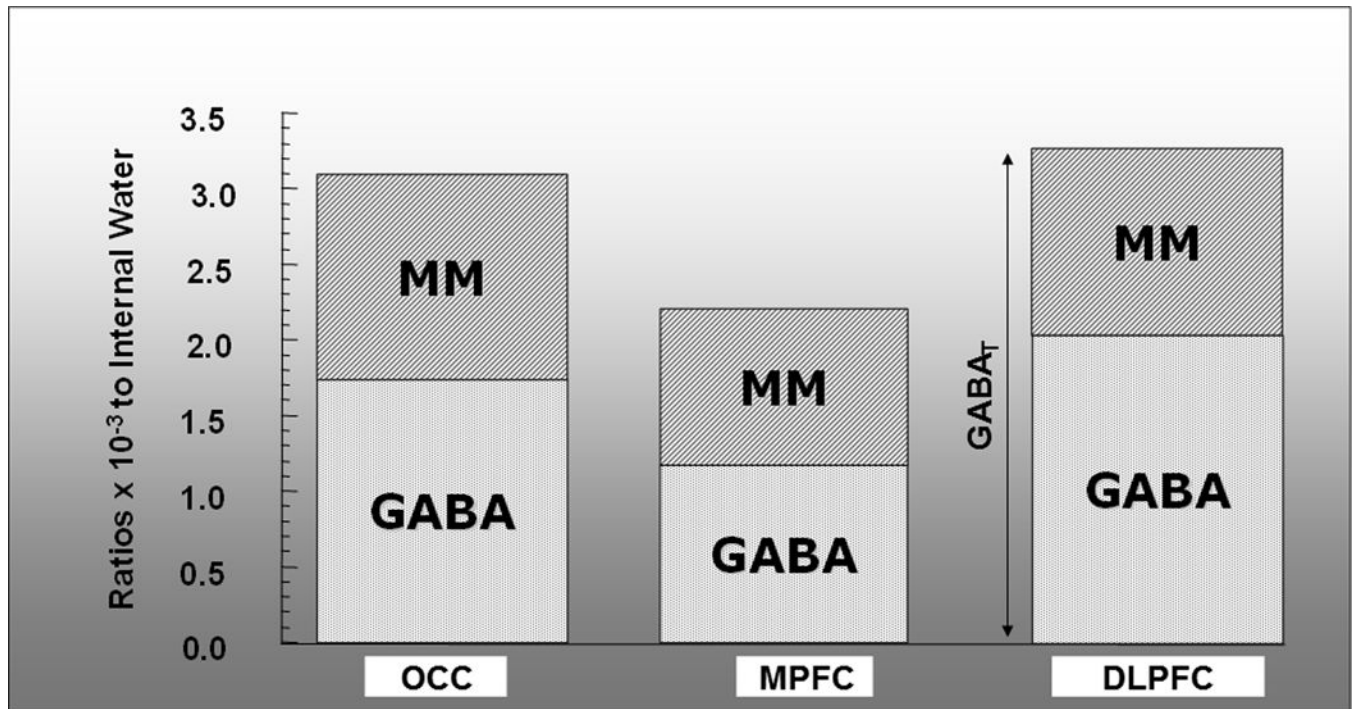 Ratios x 10⁻³ to Internal Water
3.5
3.0
2.5
2.0
1.5
1.0
0.5
0.0
MM
GABA
OCC
MM
GABA
MPFC
GABA_T
MM
GABA
DLPFC